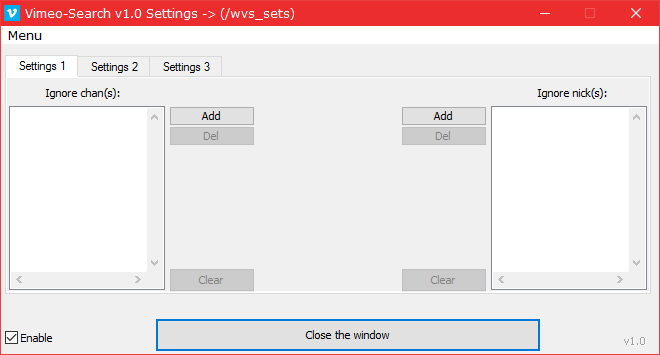 Vimeo-Search v1.0 Settings -> (/wvs_sets)
Menu
Settings 1 Settings 2 Settings 3
Ignore chan(s): Ignore nick(s):
Add Add
Del Del
Clear Clear
Close the window
Enable v1.0